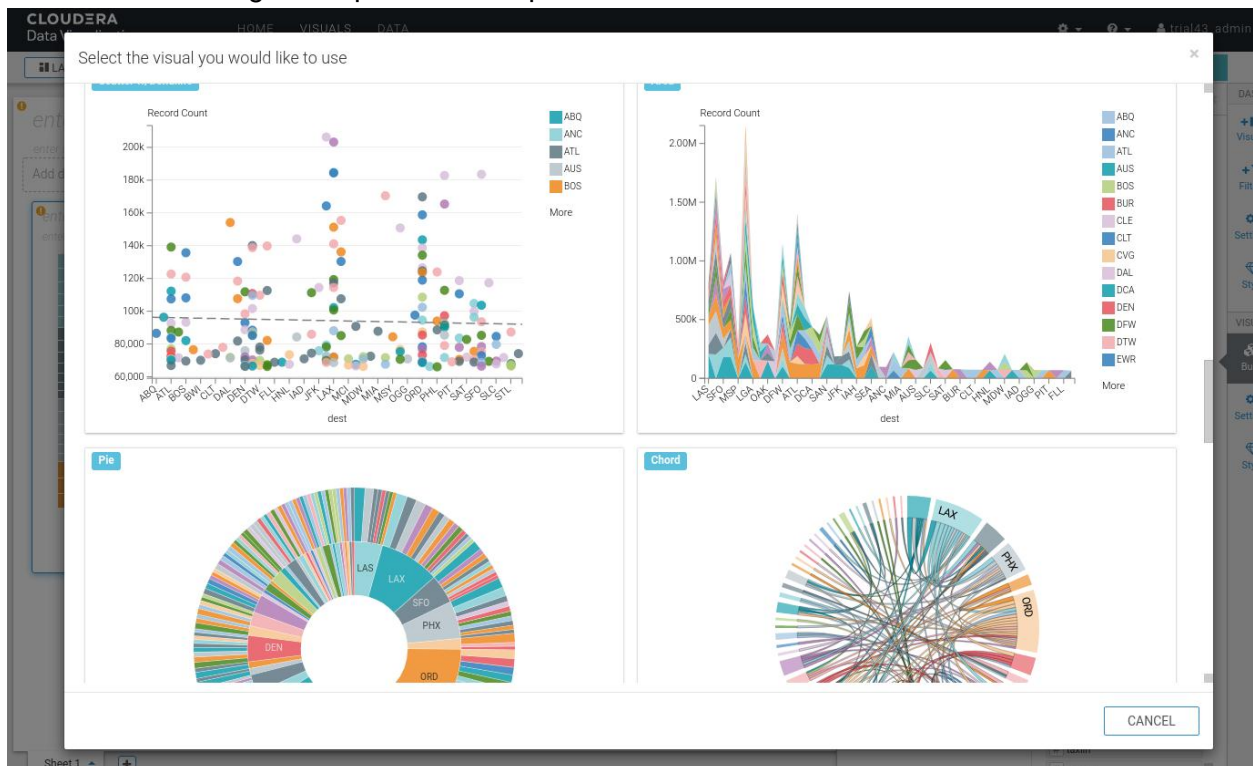 CLOUDERA
HOME VISUALS DATA
trial43_admin
Select the visual you would like to use
×
Record Count
200k
180k
160k
140k
120k
100k
80,000
60,000
ABQ
ATL
BOS
BWI
CLT
DAL
DEN
DTW
FLL
HNL
IAD
JFK
LAX
MCI
MDW
MIA
MSY
OGG
ORD
PHL
PIT
SAT
SFO
SLC
STL
dest
ABQ
ANC
ATL
AUS
BOS
More
Record Count
2.00M
1.50M
1.00M
500k
0
LAS
SFO
MSP
LGA
OAK
DFW
ATL
DCA
SAN
JFK
IAH
SEA
ANC
MIA
AUS
SLC
SAT
BUR
CLE
HNL
MDW
IAD
OGG
PIT
FLL
dest
ABQ
ANC
ATL
AUS
BOS
BUR
CLE
CLT
CVG
DAL
DCA
DEN
DFW
DTW
EWR
More
Pie
LAS
LAX
SFO
PHX
DEN
ORD
Chord
LAX
PHX
ORD
CANCEL
Sheet 1